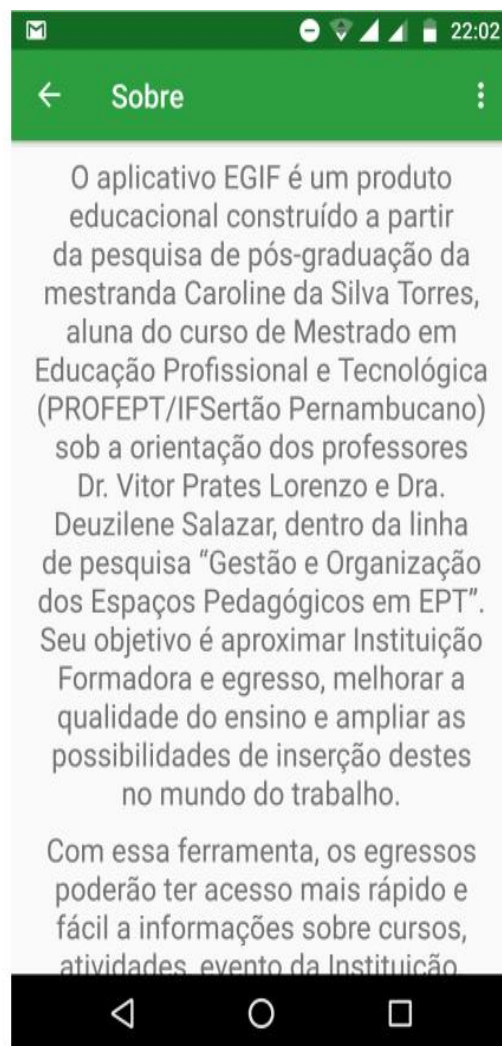 22:02
Sobre
O aplicativo EGIF é um produto
educacional construído a partir
da pesquisa de pós-graduação da
mestranda Caroline da Silva Torres,
aluna do curso de Mestrado em
Educação Profissional e Tecnológica
(PROFEPT/IFSertão Pernambucano)
sob a orientação dos professores
Dr. Vitor Prates Lorenzo e Dra.
Deuzilene Salazar, dentro da linha
de pesquisa “Gestão e Organização
dos Espaços Pedagógicos em EPT”.
Seu objetivo é aproximar Instituição
Formadora e egresso, melhorar a
qualidade do ensino e ampliar as
possibilidades de inserção destes
no mundo do trabalho.
Com essa ferramenta, os egressos
poderão ter acesso mais rápido e
fácil a informações sobre cursos,
atividades, evento da Instituição